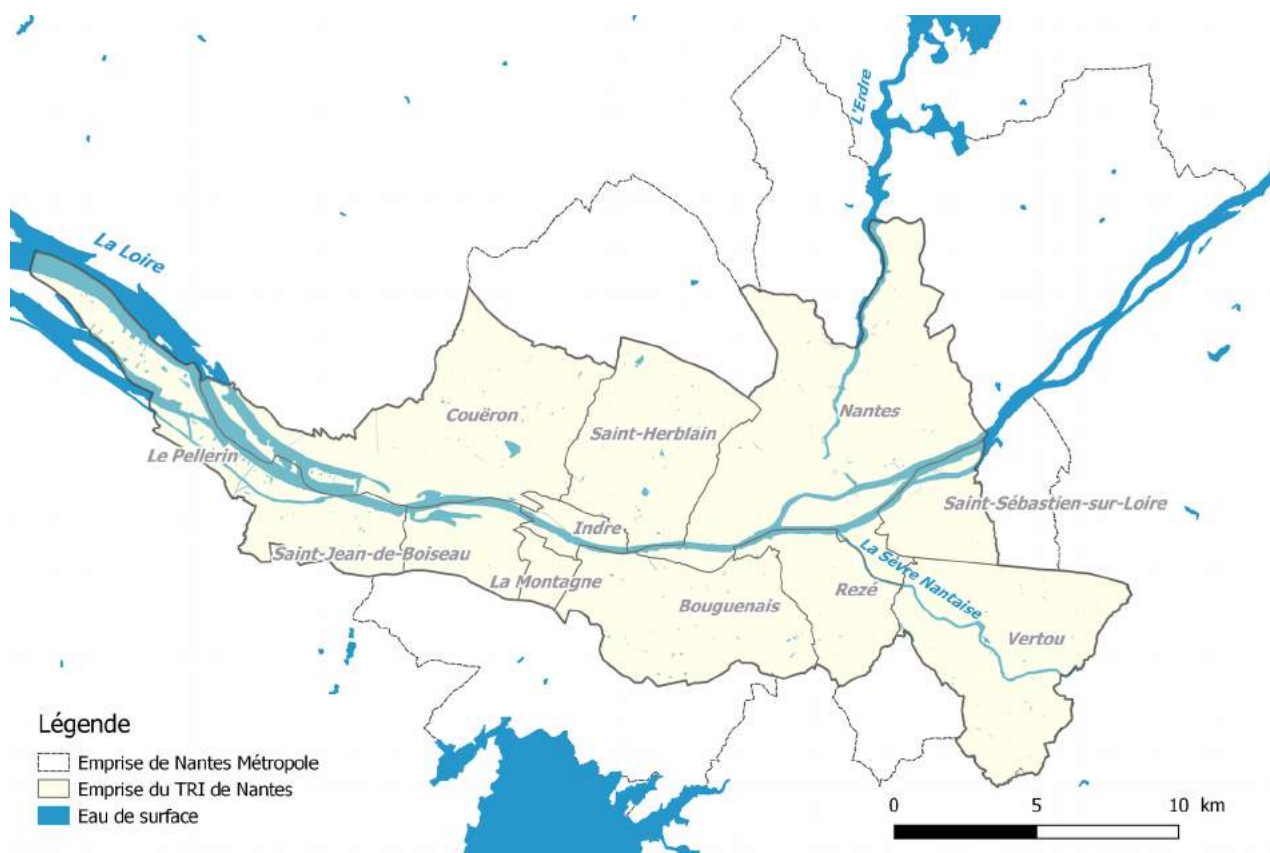 L'Erdre
La Loire
Couëron
Saint-Herblain
Nantes
Le Pellerin
Saint-Sébastien-sur-Loire
Indre
Saint-Jean-de-Boiseau
La Montagne
La Sèvre Nantaise
Bouguenais
Rezé
Vertou
Légende
Emprise de Nantes Métropole
Emprise du TRI de Nantes
Eau de surface
0 5 10 km